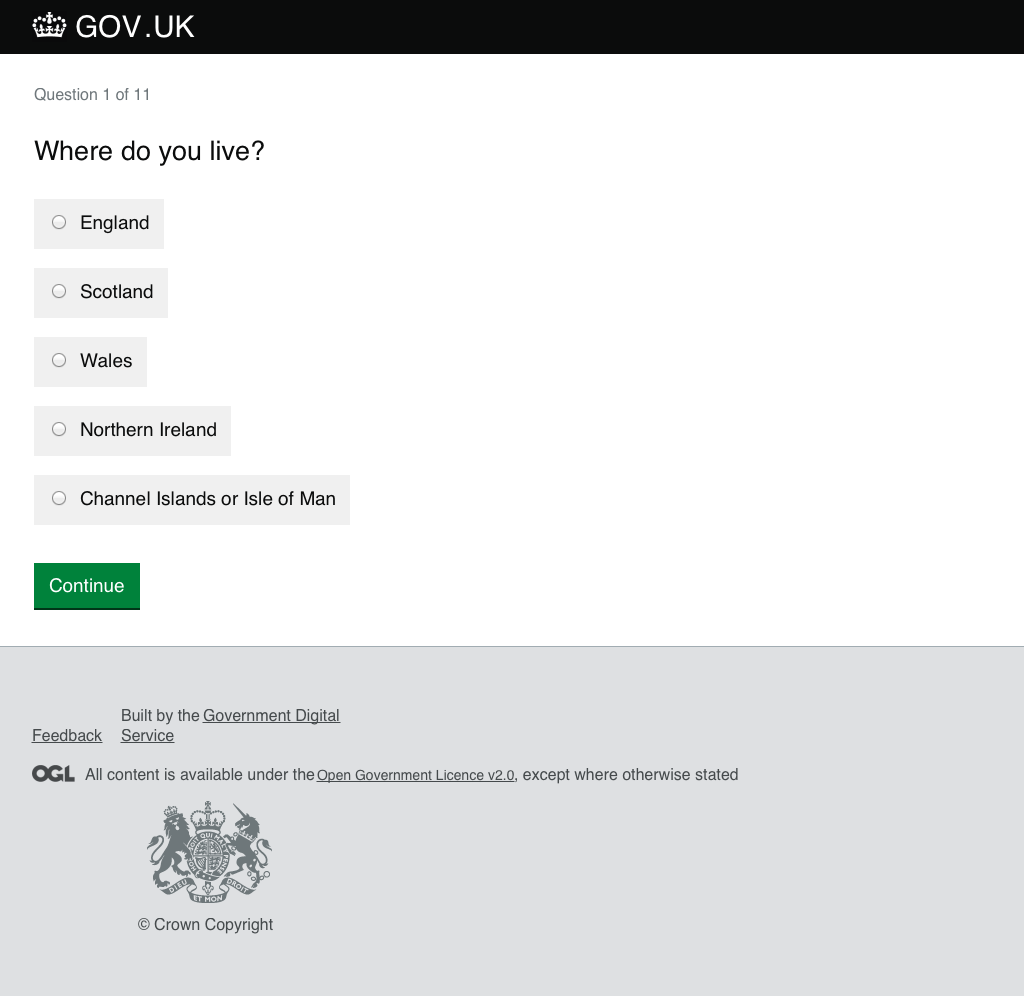 GOV.UK
Question 1 of 11
Where do you live?
England
Scotland
Wales
Northern Ireland
Channel Islands or Isle of Man
Continue
Built by the Government Digital
Feedback Service
OGL All content is available under the Open Government Licence v2.0, except where otherwise stated
DIEU ET MON DROIT
© Crown Copyright